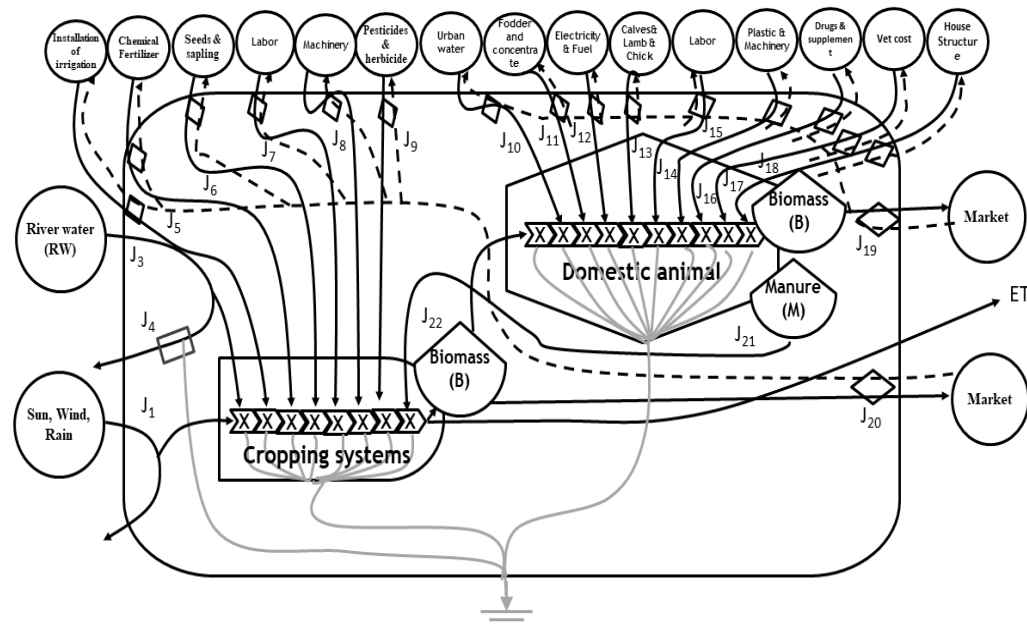 Installation
of
irrigation
Chemical
Fertilizer
Seeds &
sapling
Labor
Machinery
Pesticides
&
herbicide
Urban
water
Fodder
and
concentra
te
Electricity
& Fuel
Calves&
Lamb &
Chick
Labor
Plastic &
Machinery
Drugs &
supplemen
t
Vet cost
House
Structur
e
J5
J6
J7
J8
J9
J10
J11
J12
J13
J14
J15
J16
J17
J18
River water
(RW)
J3
J4
X X X X X X X X X X
Domestic animal
Biomass
(B)
Manure
(M)
J19
Market
ET
J21
J22
Biomass
(B)
Sun, Wind,
Rain
J1
X X X X X X X X
Cropping systems
J20
Market